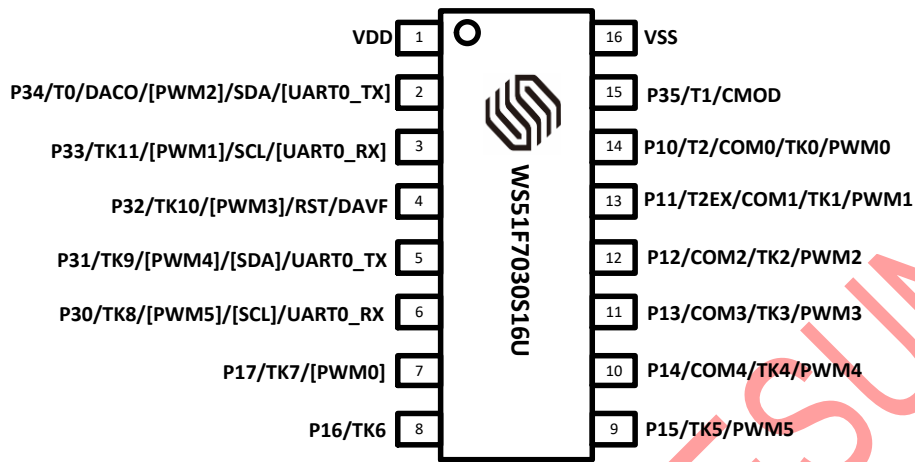 VDD 1 16 VSS
P34/T0/DACO/[PWM2]/SDA/[UART0_TX] 2 15 P35/T1/CMOD
P33/TK11/[PWM1]/SCL/[UART0_RX] 3 14 P10/T2/COM0/TK0/PWM0
P32/TK10/[PWM3]/RST/DAVF 4 13 P11/T2EX/COM1/TK1/PWM1
P31/TK9/[PWM4]/[SDA]/UART0_TX 5 12 P12/COM2/TK2/PWM2
P30/TK8/[PWM5]/[SCL]/UART0_RX 6 11 P13/COM3/TK3/PWM3
P17/TK7/[PWM0] 7 10 P14/COM4/TK4/PWM4
P16/TK6 8 9 P15/TK5/PWM5
WS51F7030S16U